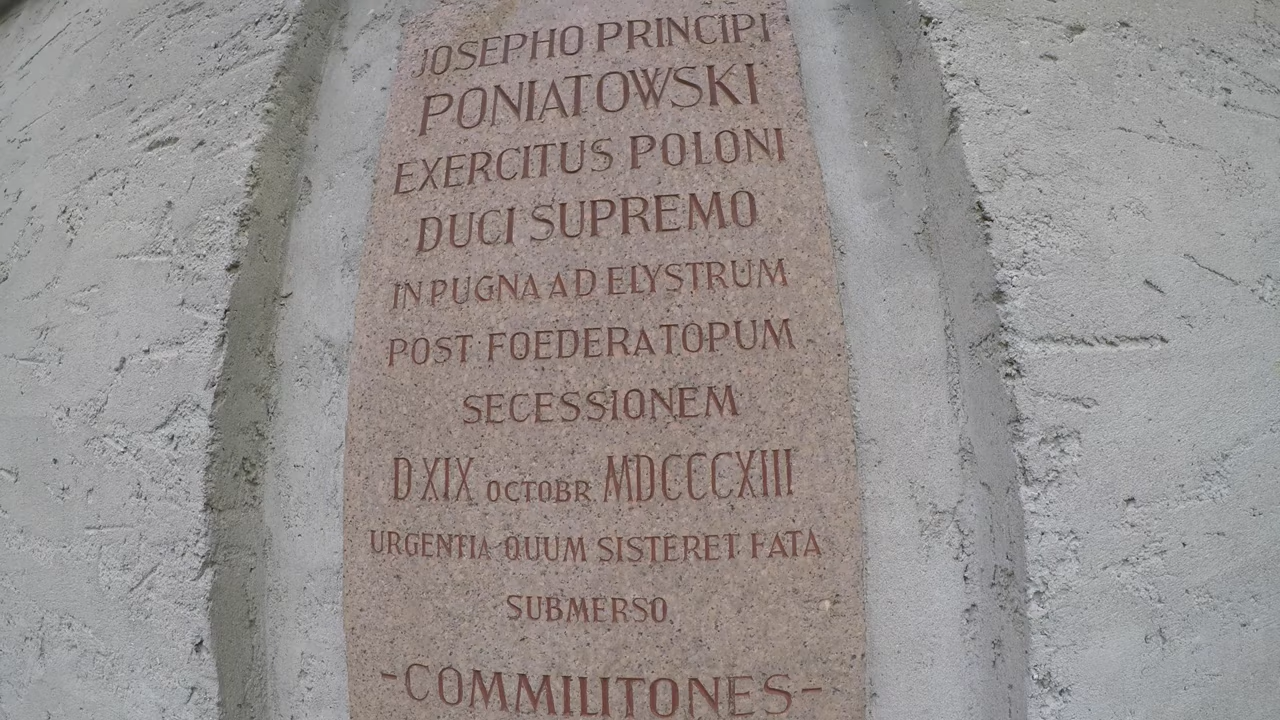 JOSEPHO PRINCIPI
PONIATOWSKI
EXERCITUS POLONI
DUCI SUPREMO
IN PUGNA AD ELYSTRUM
POST FOEDERATOPUM
SECESSIONEM
D XIX OCTOBR MDCCCXIII
URGENTIA QUUM SISTERET FATA
SUBMERSO
-COMMILITONES-